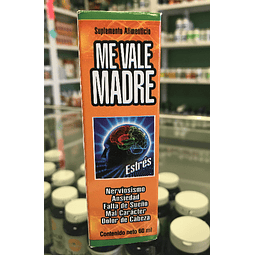 Suplemento Alimenticio
ME VALE
MADRE
Estres
Nerviosismo
Ansiedad
Falta de Sueño
Mal Carácter
Dolor de Cabeza
Contenido neto 60 ml